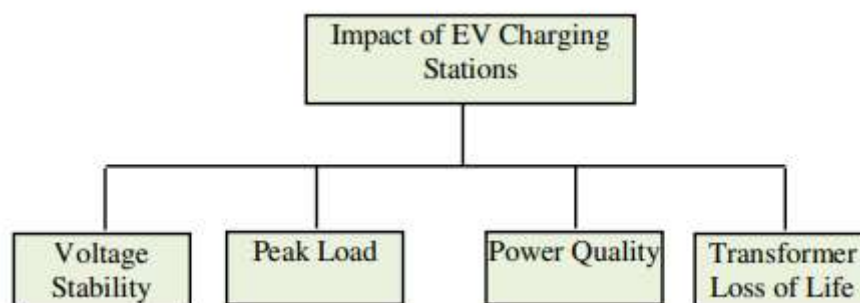 Impact of EV Charging
Stations
Voltage
Stability
Peak Load
Power Quality
Transformer
Loss of Life